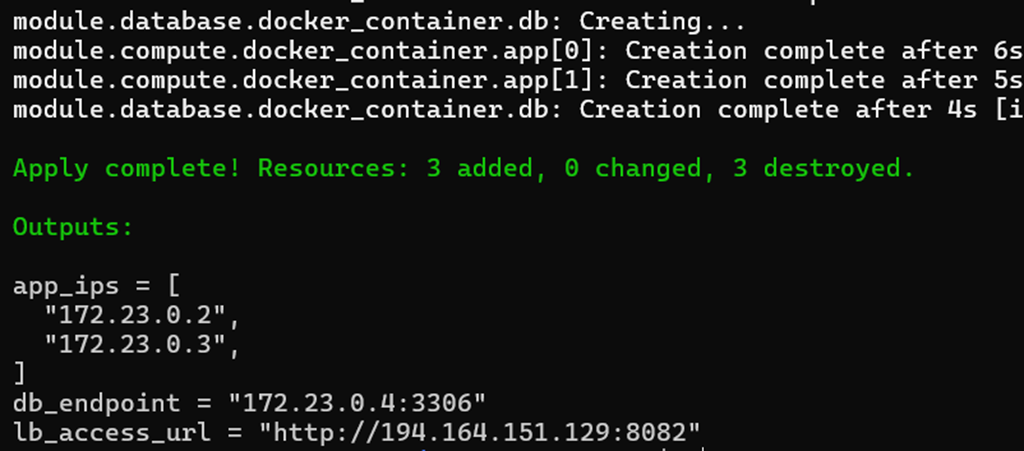 module.database.docker_container.db: Creating...
module.compute.docker_container.app[0]: Creation complete after 6s
module.compute.docker_container.app[1]: Creation complete after 5s
module.database.docker_container.db: Creation complete after 4s [i
Apply complete! Resources: 3 added, 0 changed, 3 destroyed.
Outputs:
app_ips = [
  "172.23.0.2",
  "172.23.0.3",
]
db_endpoint = "172.23.0.4:3306"
lb_access_url = "http://194.164.151.129:8082"